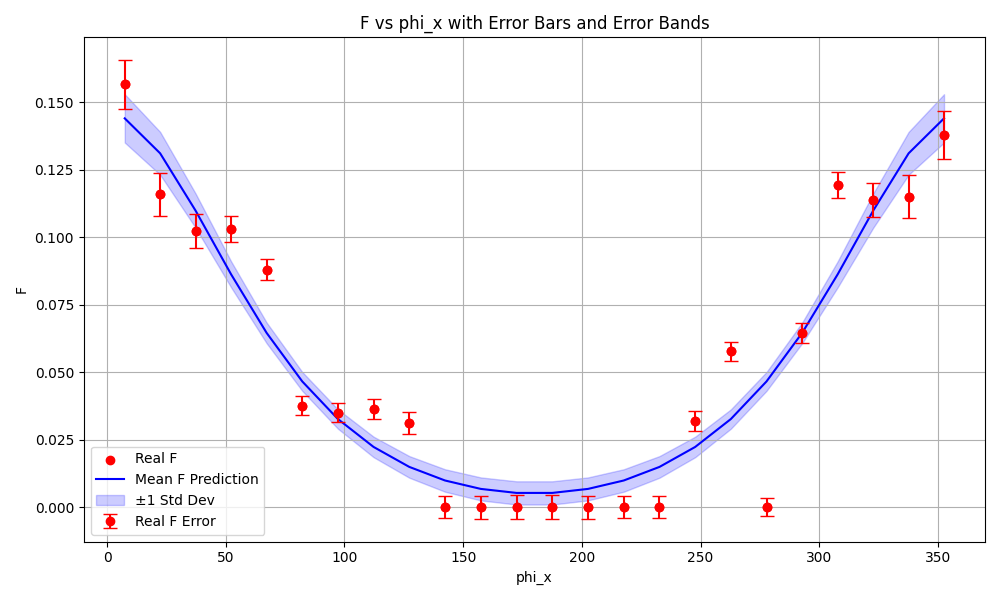 F vs phi_x with Error Bars and Error Bands
F
0.150
0.125
0.100
0.075
0.050
0.025
0.000
Real F
Mean F Prediction
±1 Std Dev
Real F Error
0 50 100 150 200 250 300 350
phi_x